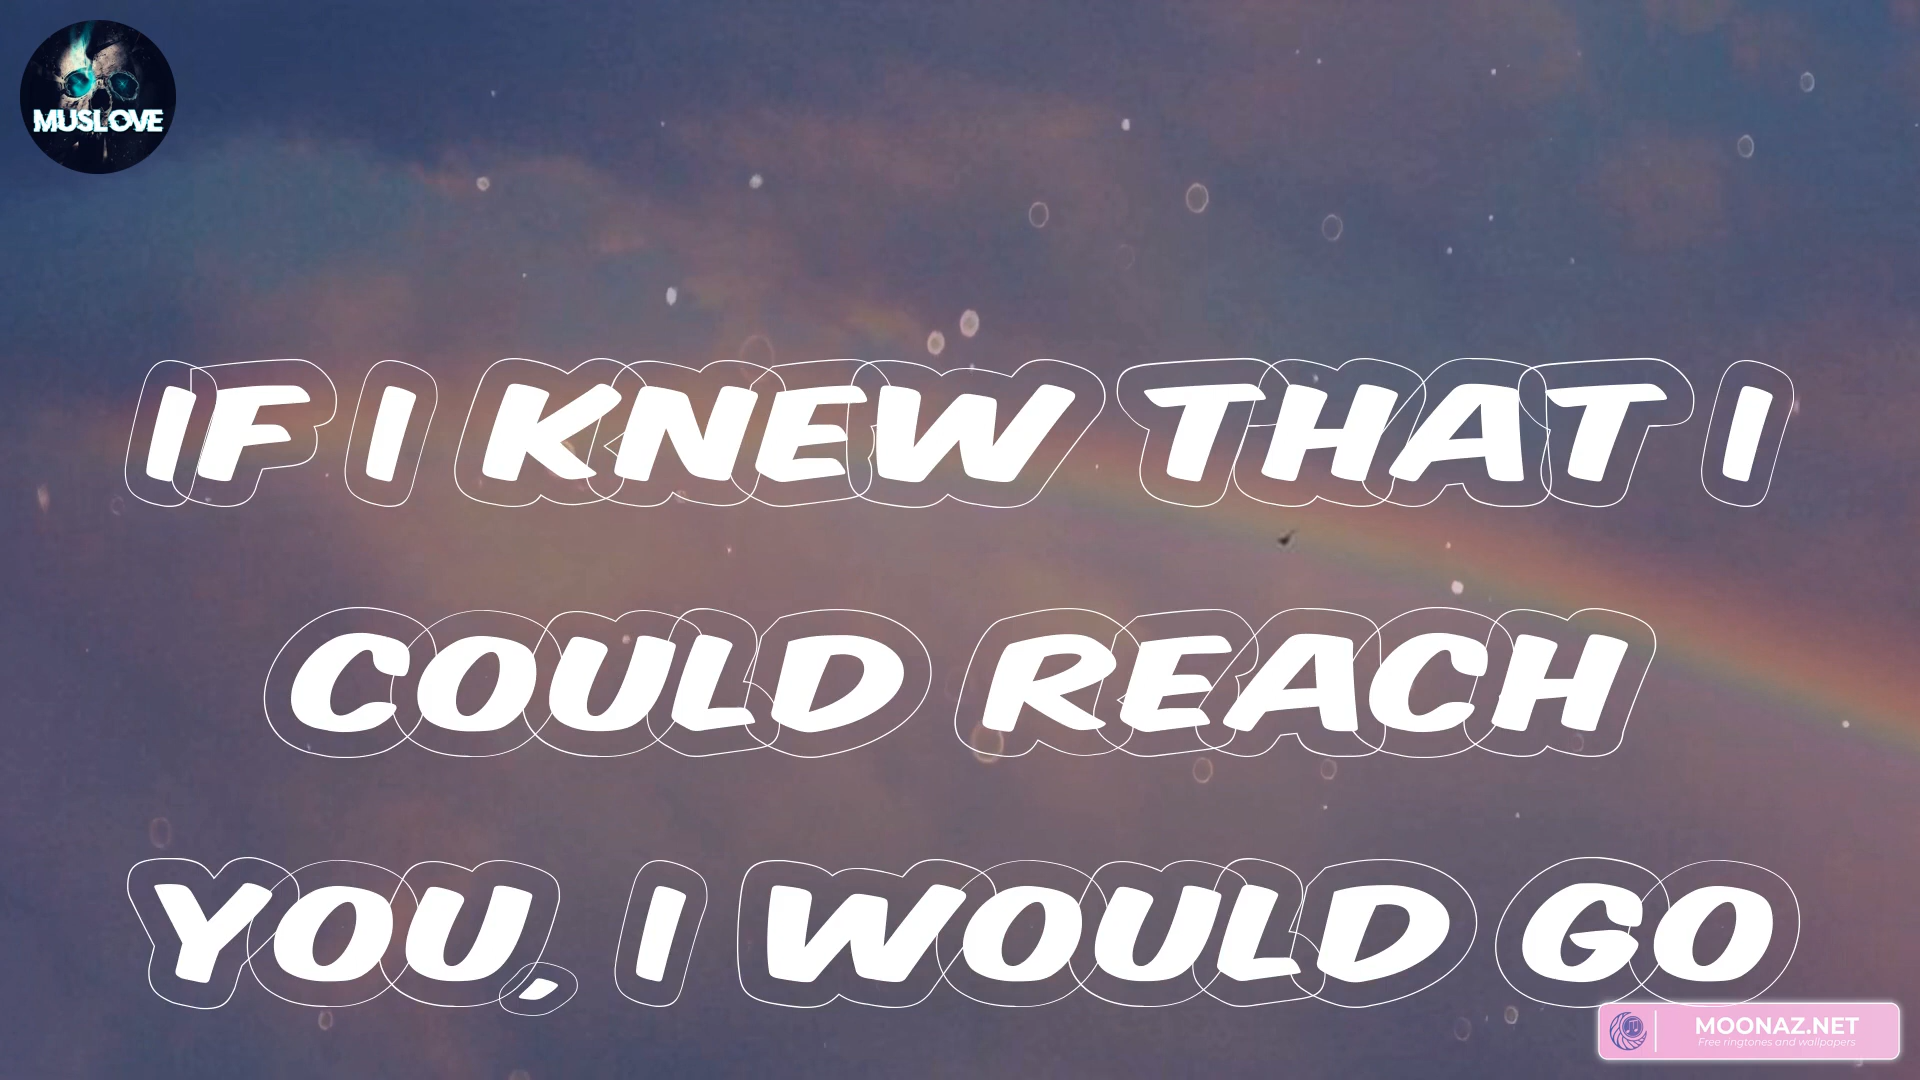 MUSLOVE
IF I KNEW THAT I
COULD REACH
YOU, I WOULD GO
MOONAZ.NET
Free ringtones and wallpapers